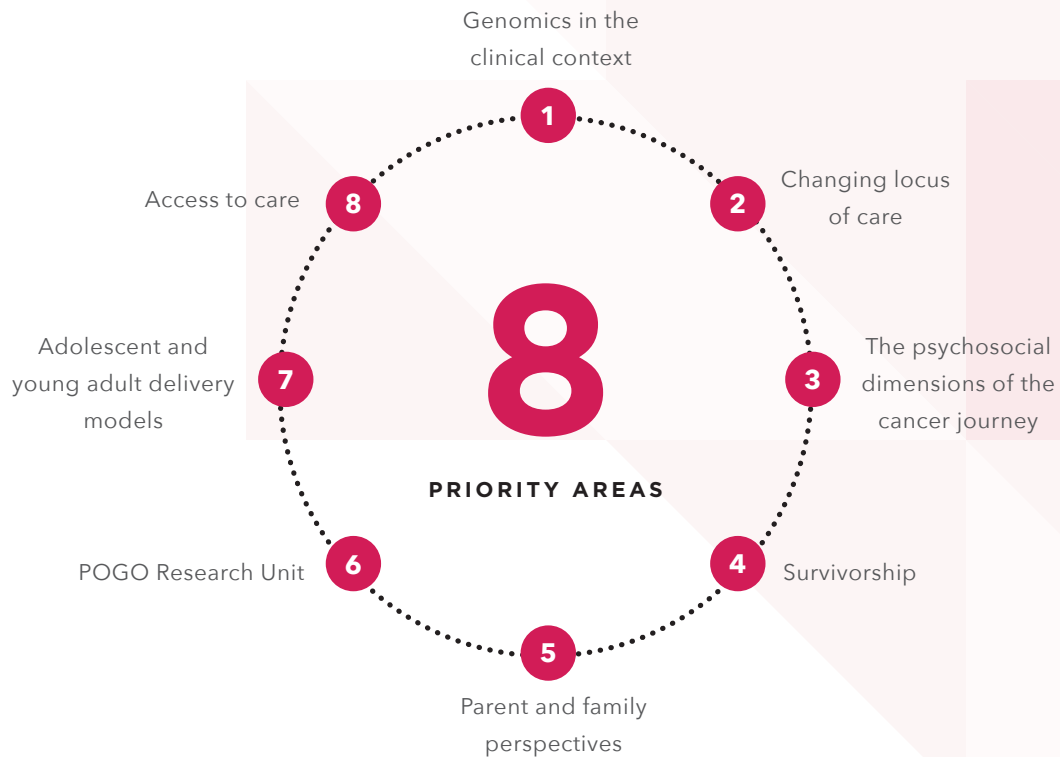 Genomics in the
clinical context
1
2
Changing locus
of care
3
The psychosocial
dimensions of the
cancer journey
4
Survivorship
5
Parent and family
perspectives
6
POGO Research Unit
7
Adolescent and
young adult delivery
models
8
Access to care
8
PRIORITY AREAS